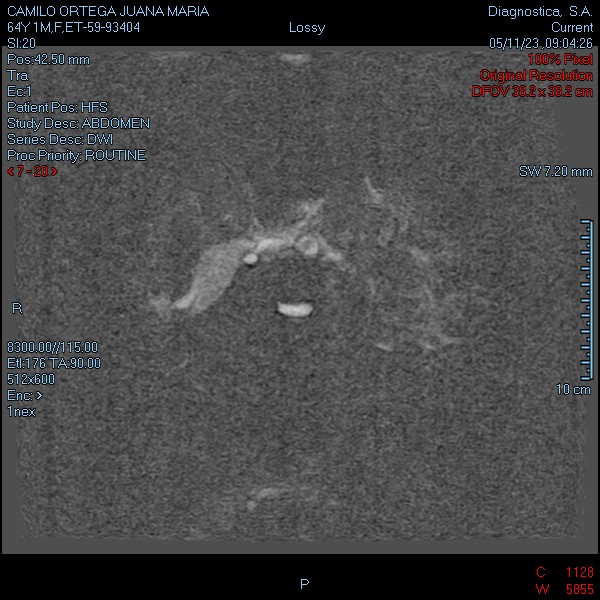 CAMILO ORTEGA JUANA MARIA
64Y 1M,F,ET-59-93404
Sl:20
Pos:42.50 mm
Tra
Ec:1
Patient Pos: HFS
Study Desc: ABDOMEN
Series Desc: DWI
Proc Priority: ROUTINE
< 7 - 20 >
Lossy
Diagnostica, S.A.
Current
05/11/23 ,09:04:26
100% Pixel
Original Resolution
DFOV 38.2 x 38.2 cm
SW 7.20 mm
R
8300.00//115.00
Etl:176 TA:90.00
512x600
Enc: >
1nex
10 cm
P
C 1128
W 5855